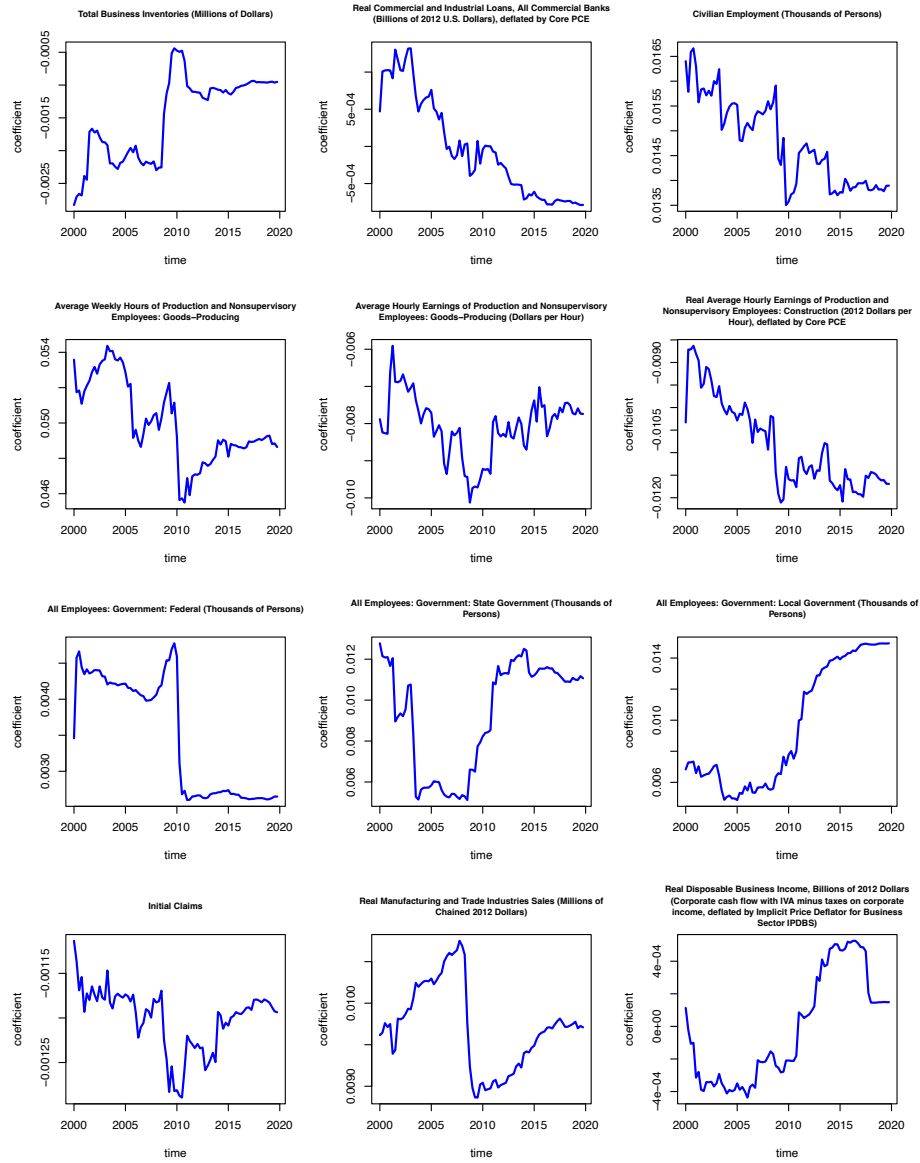 Total Business Inventories (Millions of Dollars)
coefficient
−0.0025 −0.0015 −0.0005
2000 2005 2010 2015 2020
time
Real Commercial and Industrial Loans, All Commercial Banks
(Billions of 2012 U.S. Dollars), deflated by Core PCE
coefficient
−5e−04 5e−04
2000 2005 2010 2015 2020
time
Civilian Employment (Thousands of Persons)
coefficient
0.0135 0.0145 0.0155 0.0165
2000 2005 2010 2015 2020
time
Average Weekly Hours of Production and Nonsupervisory
Employees: Goods−Producing
coefficient
0.046 0.050 0.054
2000 2005 2010 2015 2020
time
Average Hourly Earnings of Production and Nonsupervisory
Employees: Goods−Producing (Dollars per Hour)
coefficient
−0.010 −0.008 −0.006
2000 2005 2010 2015 2020
time
Real Average Hourly Earnings of Production and
Nonsupervisory Employees: Construction (2012 Dollars per
Hour), deflated by Core PCE
coefficient
−0.0120 −0.0105 −0.0090
2000 2005 2010 2015 2020
time
All Employees: Government: Federal (Thousands of Persons)
coefficient
0.0030 0.0040
2000 2005 2010 2015 2020
time
All Employees: Government: State Government (Thousands of
Persons)
coefficient
0.006 0.008 0.010 0.012
2000 2005 2010 2015 2020
time
All Employees: Government: Local Government (Thousands of
Persons)
coefficient
0.006 0.010 0.014
2000 2005 2010 2015 2020
time
Initial Claims
coefficient
−0.00125 −0.00115
2000 2005 2010 2015 2020
time
Real Manufacturing and Trade Industries Sales (Millions of
Chained 2012 Dollars)
coefficient
0.0090 0.0100
2000 2005 2010 2015 2020
time
Real Disposable Business Income, Billions of 2012 Dollars
(Corporate cash flow with IVA minus taxes on corporate
income, deflated by Implicit Price Deflator for Business
Sector IPDBS)
coefficient
−4e−04 0e+00 4e−04
2000 2005 2010 2015 2020
time